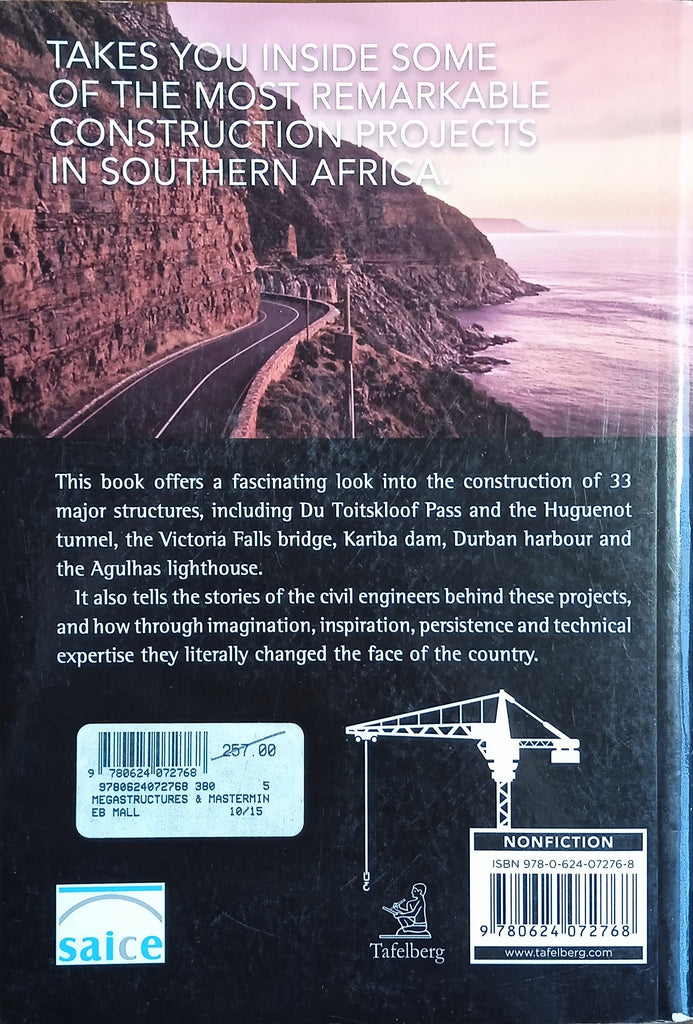 TAKES YOU INSIDE SOME
OF THE MOST REMARKABLE
CONSTRUCTION PROJECTS
IN SOUTHERN AFRICA.
This book offers a fascinating look into the construction of 33
major structures, including Du Toitskloof Pass and the Huguenot
tunnel, the Victoria Falls bridge, Kariba dam, Durban harbour and
the Agulhas lighthouse.
It also tells the stories of the civil engineers behind these projects,
and how through imagination, inspiration, persistence and technical
expertise they literally changed the face of the country.
257.00
9 780624 072768
9780624072768 380 5
MEGASTRUCTURES & MASTERMIN
EB MALL 10/15
saice
Tafelberg
NONFICTION
ISBN 978-0-624-07276-8
9 780624 072768
www.tafelberg.com